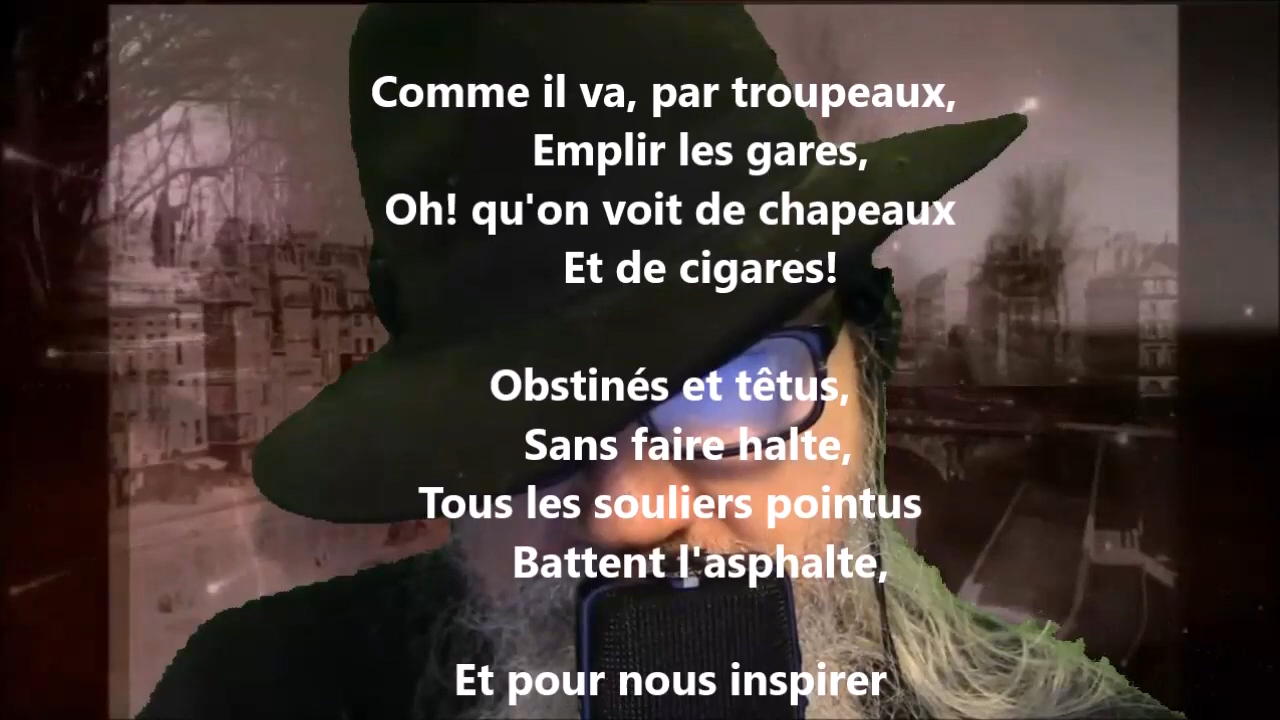 Comme il va, par troupeaux,
Emplir les gares,
Oh! qu'on voit de chapeaux
Et de cigares!
Obstinés et têtus,
Sans faire halte,
Tous les souliers pointus
Battent l'asphalte,
Et pour nous inspirer